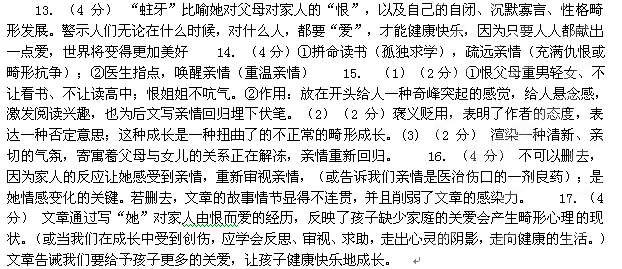 13. （4 分） “蛀牙”比喻她对父母对家人的“恨”，以及自己的自闭、沉默寡言、性格畸
形发展。警示人们无论在什么时候，对什么人，都要“爱”，才能健康快乐，因为只要人人都献出
一点爱，世界将变得更加美好 14. （4 分）①拼命读书（孤独求学），疏远亲情（充满仇恨或
畸形抗争）；②医生指点，唤醒亲情（重温亲情） 15. （1）（2 分）①恨父母重男轻女、不
让看书、不让读高中；恨姐姐不吭气。②作用：放在开头给人一种奇峰突起的感觉，给人悬念感，
激发阅读兴趣，也为后文写亲情回归埋下伏笔。（2）（2 分）褒义贬用，表明了作者的态度，表
达一种否定意思；这种成长是一种扭曲了的不正常的畸形成长。(3) （2 分） 渲染一种清新、亲
切的气氛，寄寓着父母与女儿的关系正在解冻，亲情重新回归。 16. （4 分） 不可以删去，
因为家人的反应让她感受到亲情，重新审视亲情，（或告诉我们亲情是医治伤口的一剂良药）；是
她情感变化的关键。若删去，文章的故事情节显得不连贯，并且削弱了文章的感染力。 17.（4
分） 文章通过写“她”对家人由恨而爱的经历，反映了孩子缺少家庭的关爱会产生畸形心理的现
状。（或当我们在成长中受到创伤，应学会反思、审视、求助，走出心灵的阴影，走向健康的生活。）
文章告诫我们要给予孩子更多的关爱，让孩子健康快乐地成长。